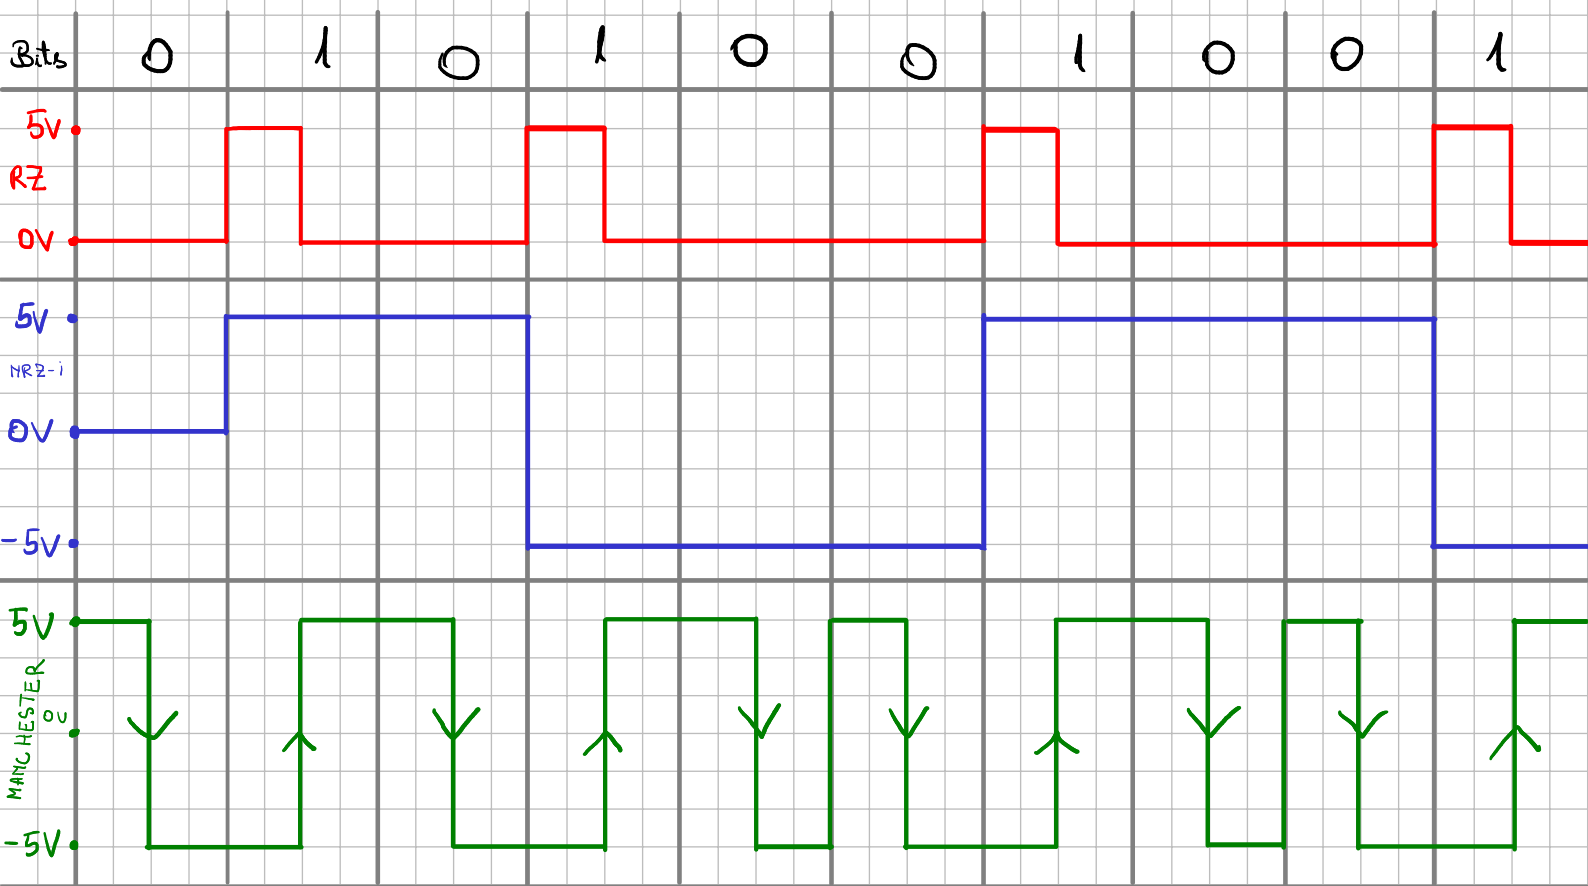 Bits 0 1 0 1 0 0 1 0 0 1
5V
RZ
0V
5V
NRZ-i
0V
-5V
5V
MANCHESTER
0V
-5V